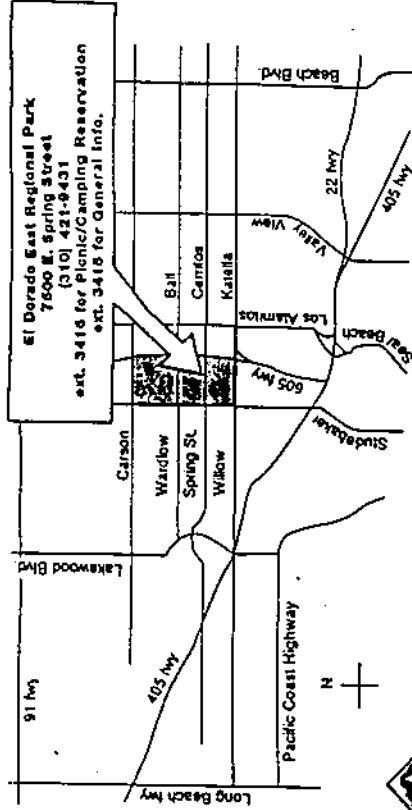 El Dorado East Regional Park
7600 E. Spring Street
(310) 421-9431
ext. 3416 for Picnic/Camping Reservation
ext. 3415 for General Info.
91 fwy
Carson
Lakewood Blvd
Wardlow
Ball
Spring St.
Cerritos
Willow
Katella
405 fwy
Long Beach fwy
Pacific Coast Highway
N
605 fwy
Studebaker
Los Alamitos
Seal Beach
Valley View
Beach Blvd.
22 fwy
405 fwy